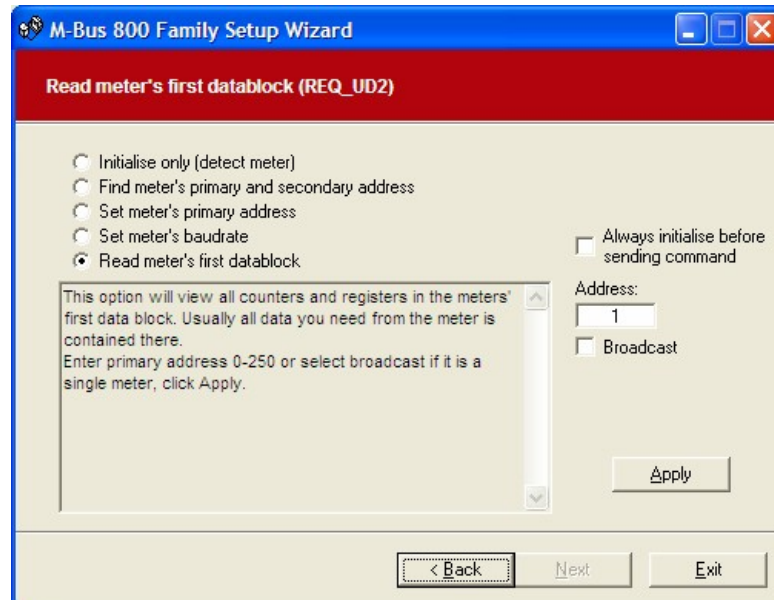 M-Bus 800 Family Setup Wizard
Read meter's first datablock (REQ_UD2)
Initialise only (detect meter)
Find meter's primary and secondary address
Set meter's primary address
Set meter's baudrate
Read meter's first datablock
Always initialise before
sending command
This option will view all counters and registers in the meters'
first data block. Usually all data you need from the meter is
contained there.
Enter primary address 0-250 or select broadcast if it is a
single meter, click Apply.
Address:
1
Broadcast
Apply
< Back
Next
Exit